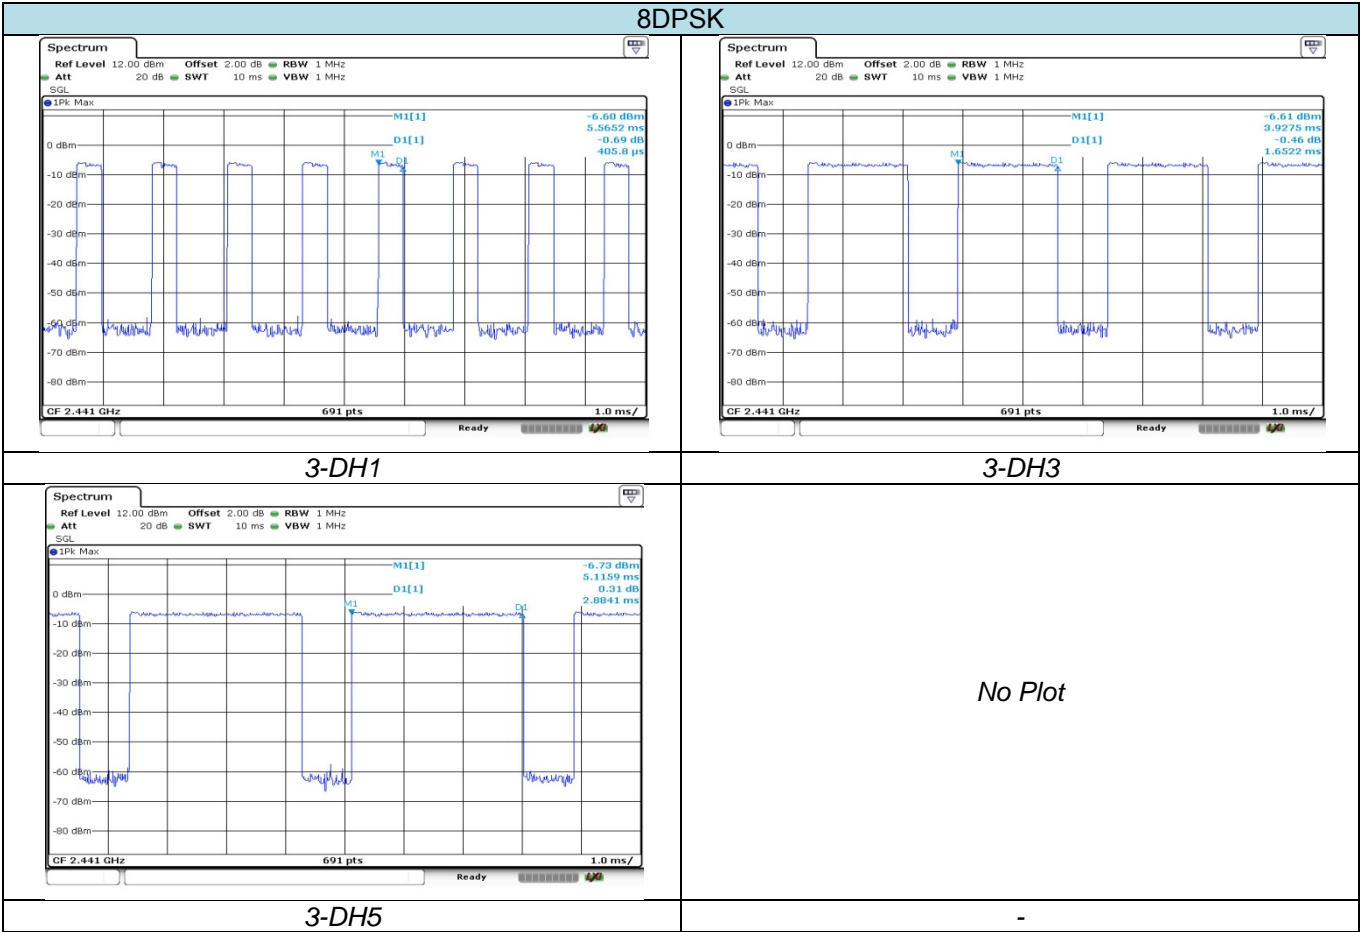 8DPSK
Spectrum
Ref Level 12.00 dBm Offset 2.00 dB RBW 1 MHz
Att 20 dB SWT 10 ms VBW 1 MHz
SGL
1Pk Max
M1[1] -6.60 dBm
5.5652 ms
D1[1] -0.69 dB
405.8 µs
M1
D1
0 dBm
-10 dBm
-20 dBm
-30 dBm
-40 dBm
-50 dBm
-60 dBm
-70 dBm
-80 dBm
CF 2.441 GHz 691 pts 1.0 ms/
Ready LXI
3-DH1
Spectrum
Ref Level 12.00 dBm Offset 2.00 dB RBW 1 MHz
Att 20 dB SWT 10 ms VBW 1 MHz
SGL
1Pk Max
M1[1] -6.61 dBm
3.9275 ms
D1[1] -0.46 dB
1.6522 ms
M1
D1
0 dBm
-10 dBm
-20 dBm
-30 dBm
-40 dBm
-50 dBm
-60 dBm
-70 dBm
-80 dBm
CF 2.441 GHz 691 pts 1.0 ms/
Ready LXI
3-DH3
Spectrum
Ref Level 12.00 dBm Offset 2.00 dB RBW 1 MHz
Att 20 dB SWT 10 ms VBW 1 MHz
SGL
1Pk Max
M1[1] -6.73 dBm
5.1159 ms
D1[1] 0.31 dB
2.8841 ms
M1
D1
0 dBm
-10 dBm
-20 dBm
-30 dBm
-40 dBm
-50 dBm
-60 dBm
-70 dBm
-80 dBm
CF 2.441 GHz 691 pts 1.0 ms/
Ready LXI
3-DH5
No Plot
-